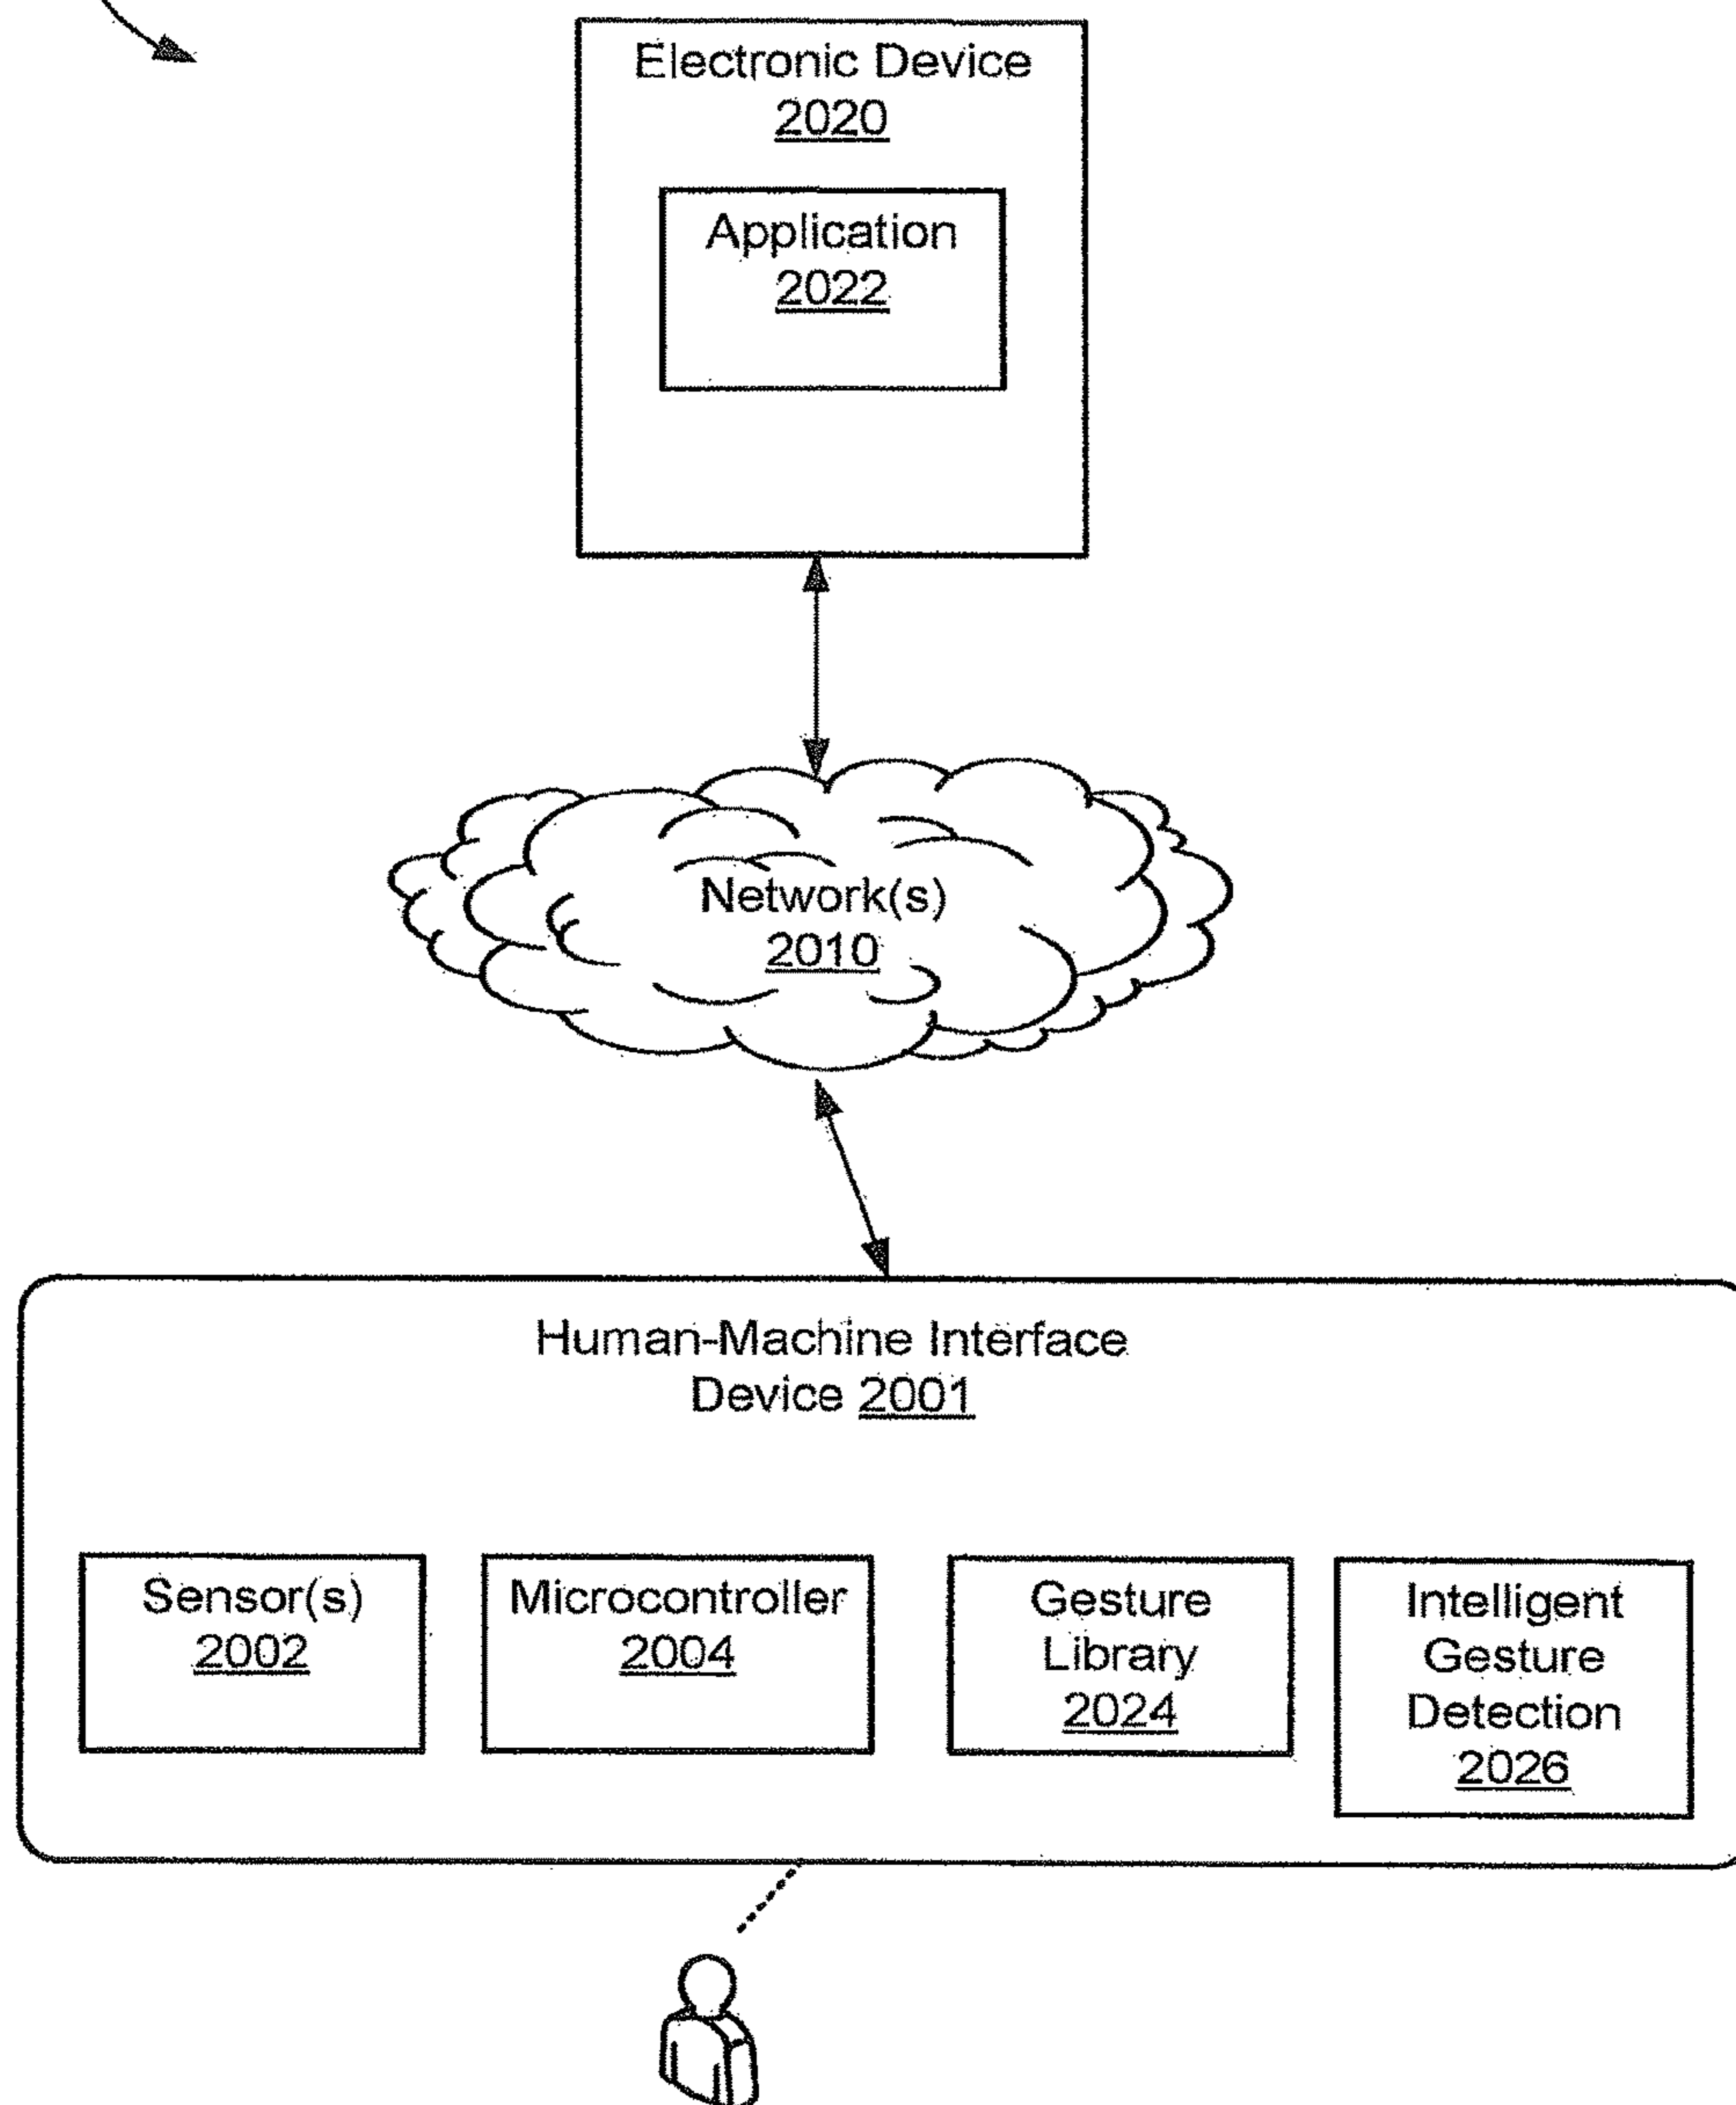 Electronic Device
2020
Application
2022
Network(s)
2010
Human-Machine Interface
Device 2001
Sensor(s)
2002
Microcontroller
2004
Gesture
Library
2024
Intelligent
Gesture
Detection
2026